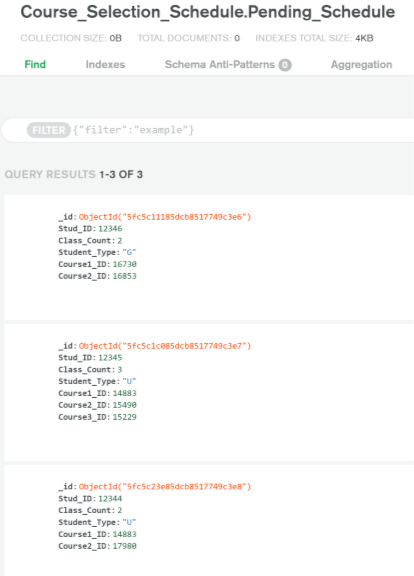 Course_Selection_Schedule.Pending_Schedule
COLLECTION SIZE: 0B TOTAL DOCUMENTS: 0 INDEXES TOTAL SIZE: 4KB
Find Indexes Schema Anti-Patterns 0 Aggregation
FILTER {"filter":"example"}
QUERY RESULTS 1-3 OF 3
_id: ObjectId("5fc5c11185dcb8517749c3e6")
Stud_ID: 12346
Class_Count: 2
Student_Type: "G"
Course1_ID: 16730
Course2_ID: 16853
_id: ObjectId("5fc5c1c085dcb8517749c3e7")
Stud_ID: 12345
Class_Count: 3
Student_Type: "U"
Course1_ID: 14883
Course2_ID: 15490
Course3_ID: 15229
_id: ObjectId("5fc5c23e85dcb8517749c3e8")
Stud_ID: 12344
Class_Count: 2
Student_Type: "U"
Course1_ID: 14883
Course2_ID: 17980